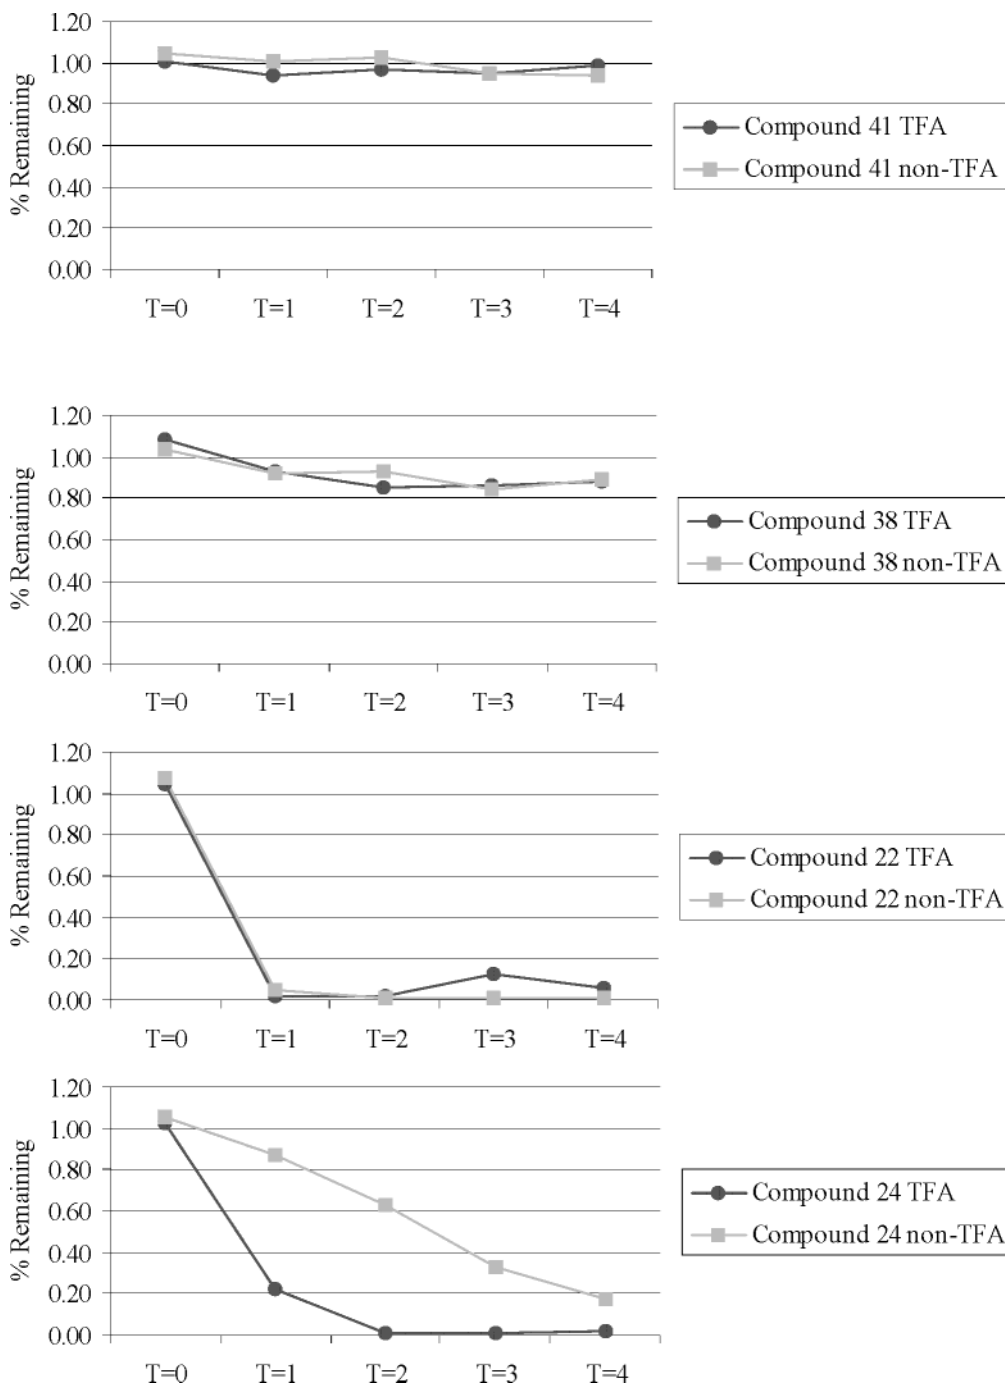 1.20
1.00
0.80
0.60
0.40
0.20
0.00
% Remaining
T=0 T=1 T=2 T=3 T=4
Compound 41 TFA
Compound 41 non-TFA
1.20
1.00
0.80
0.60
0.40
0.20
0.00
% Remaining
T=0 T=1 T=2 T=3 T=4
Compound 38 TFA
Compound 38 non-TFA
1.20
1.00
0.80
0.60
0.40
0.20
0.00
% Remaining
T=0 T=1 T=2 T=3 T=4
Compound 22 TFA
Compound 22 non-TFA
1.20
1.00
0.80
0.60
0.40
0.20
0.00
% Remaining
T=0 T=1 T=2 T=3 T=4
Compound 24 TFA
Compound 24 non-TFA